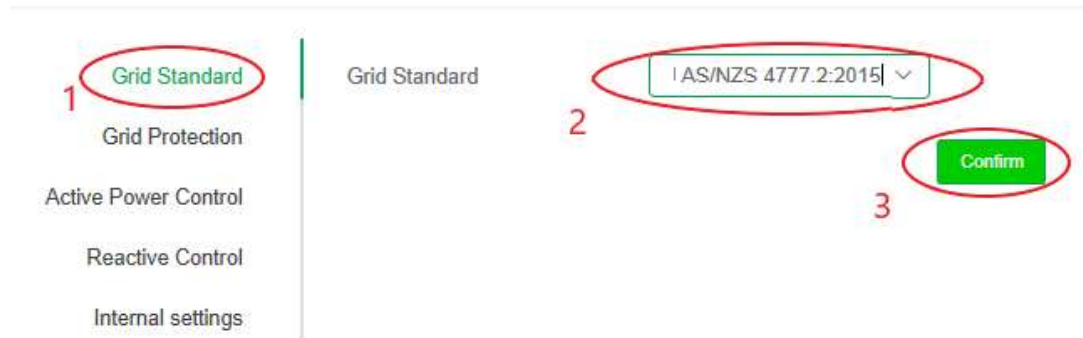 Grid Standard
Grid Standard
AS/NZS 4777.2:2015
1
2
Grid Protection
Confirm
Active Power Control
3
Reactive Control
Internal settings